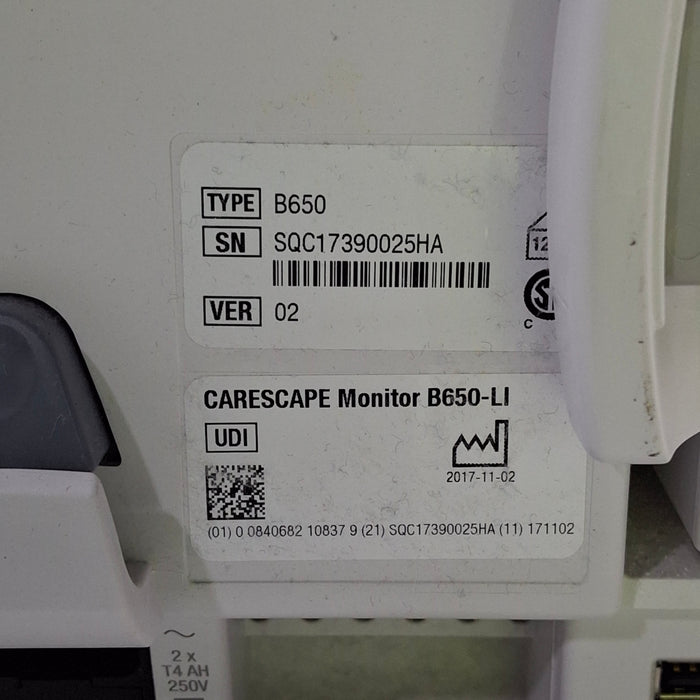 TYPE B650
SN SQC17390025HA
12
VER 02
C
CARESCAPE Monitor B650-LI
UDI
2017-11-02
(01) 0 0840682 10837 9 (21) SQC17390025HA (11) 171102
2 x
T4 AH
250V